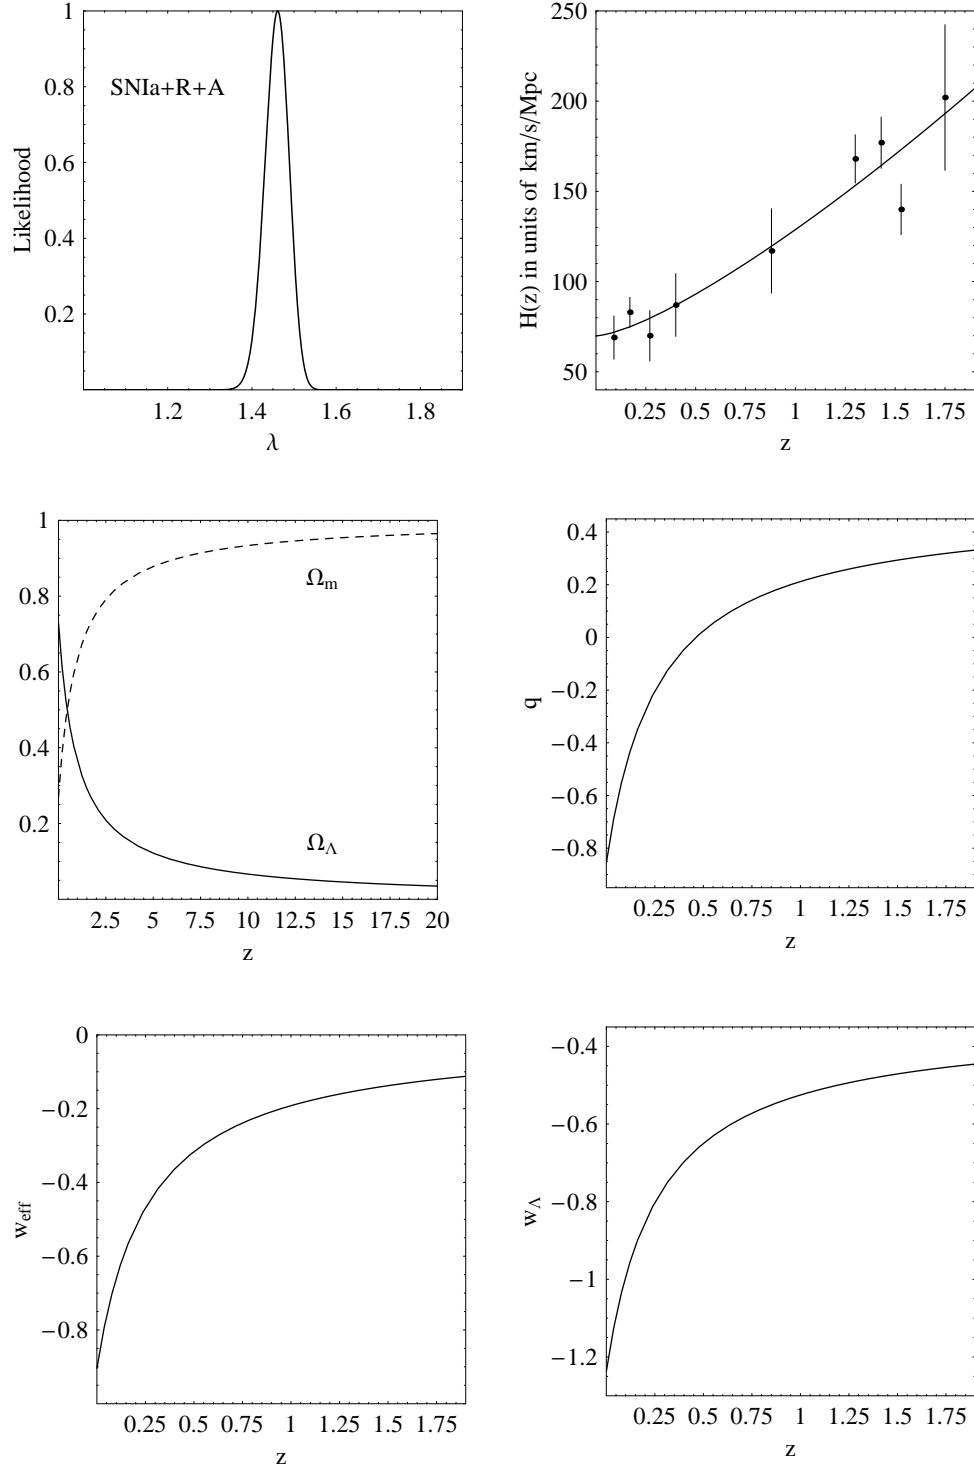 1
0.8
0.6
0.4
0.2
Likelihood
SNIa+R+A
1.2 1.4 1.6 1.8
λ
250
200
150
100
50
H(z) in units of km/s/Mpc
0.25 0.5 0.75 1 1.25 1.5 1.75
z
1
0.8
0.6
0.4
0.2
Ωm
ΩΛ
2.5 5 7.5 10 12.5 15 17.5 20
z
0.4
0.2
0
−0.2
−0.4
−0.6
−0.8
q
0.25 0.5 0.75 1 1.25 1.5 1.75
z
0
−0.2
−0.4
−0.6
−0.8
weff
0.25 0.5 0.75 1 1.25 1.5 1.75
z
−0.4
−0.6
−0.8
−1
−1.2
wΛ
0.25 0.5 0.75 1 1.25 1.5 1.75
z